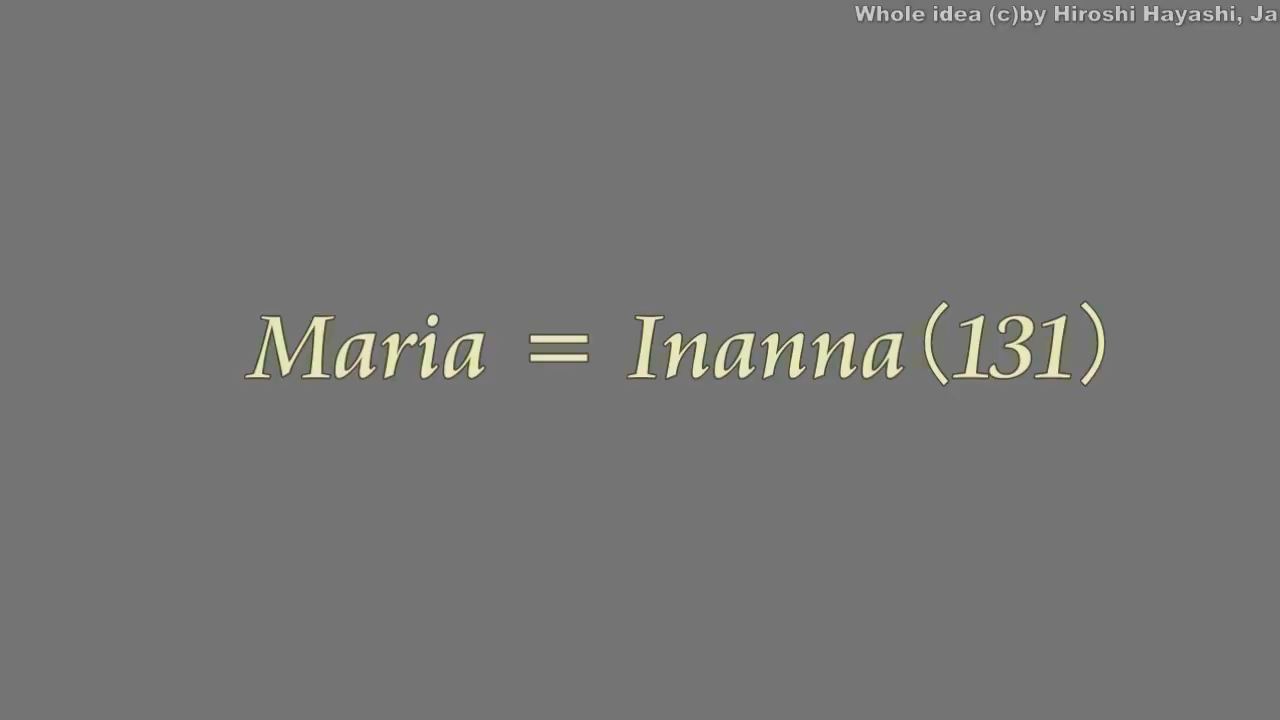 Whole idea (c)by Hiroshi Hayashi, Ja
Maria = Inanna (131)